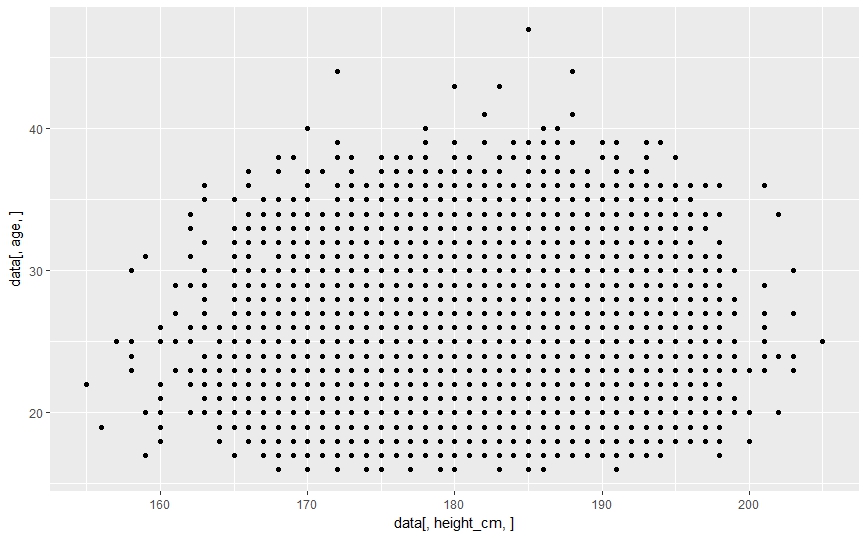 data[, age, ]
40
30
20
160 170 180 190 200
data[, height_cm, ]